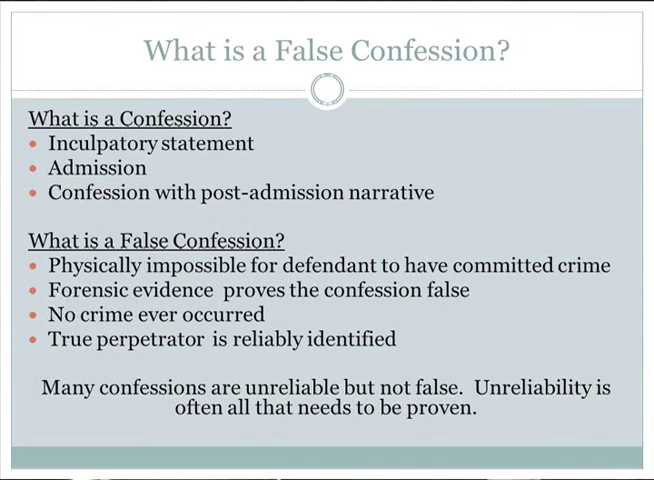 What is a False Confession?
What is a Confession?
• Inculpatory statement
• Admission
• Confession with post-admission narrative
What is a False Confession?
• Physically impossible for defendant to have committed crime
• Forensic evidence proves the confession false
• No crime ever occurred
• True perpetrator is reliably identified
Many confessions are unreliable but not false. Unreliability is
often all that needs to be proven.